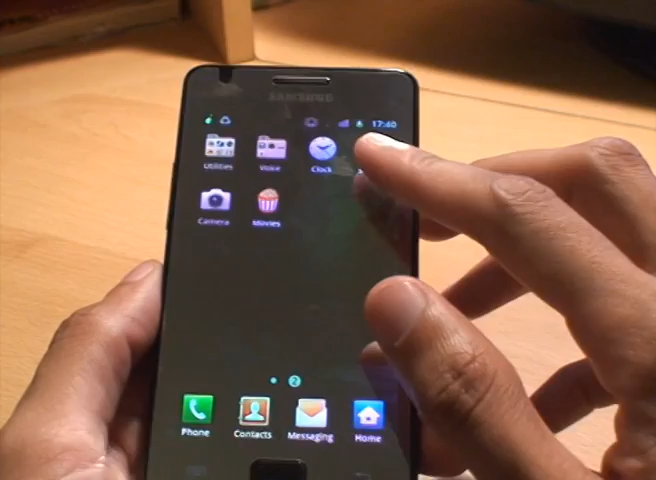 SAMSUNG
17:40
Utilities Voice Clock
Camera Movies
2
Phone Contacts Messaging Home